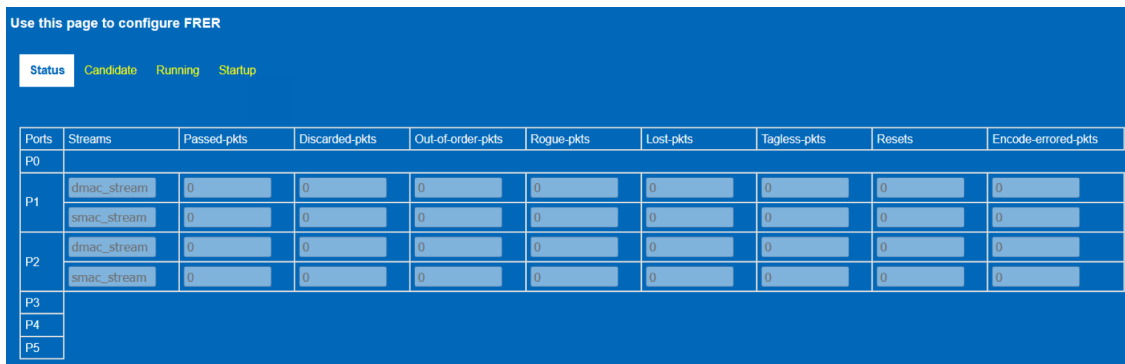 Use this page to configure FRER
Status Candidate Running Startup
Ports Streams Passed-pkts Discarded-pkts Out-of-order-pkts Rogue-pkts Lost-pkts Tagless-pkts Resets Encode-errored-pkts
P0
P1
dmac_stream 0 0 0 0 0 0 0 0
smac_stream 0 0 0 0 0 0 0 0
P2
dmac_stream 0 0 0 0 0 0 0 0
smac_stream 0 0 0 0 0 0 0 0
P3
P4
P5